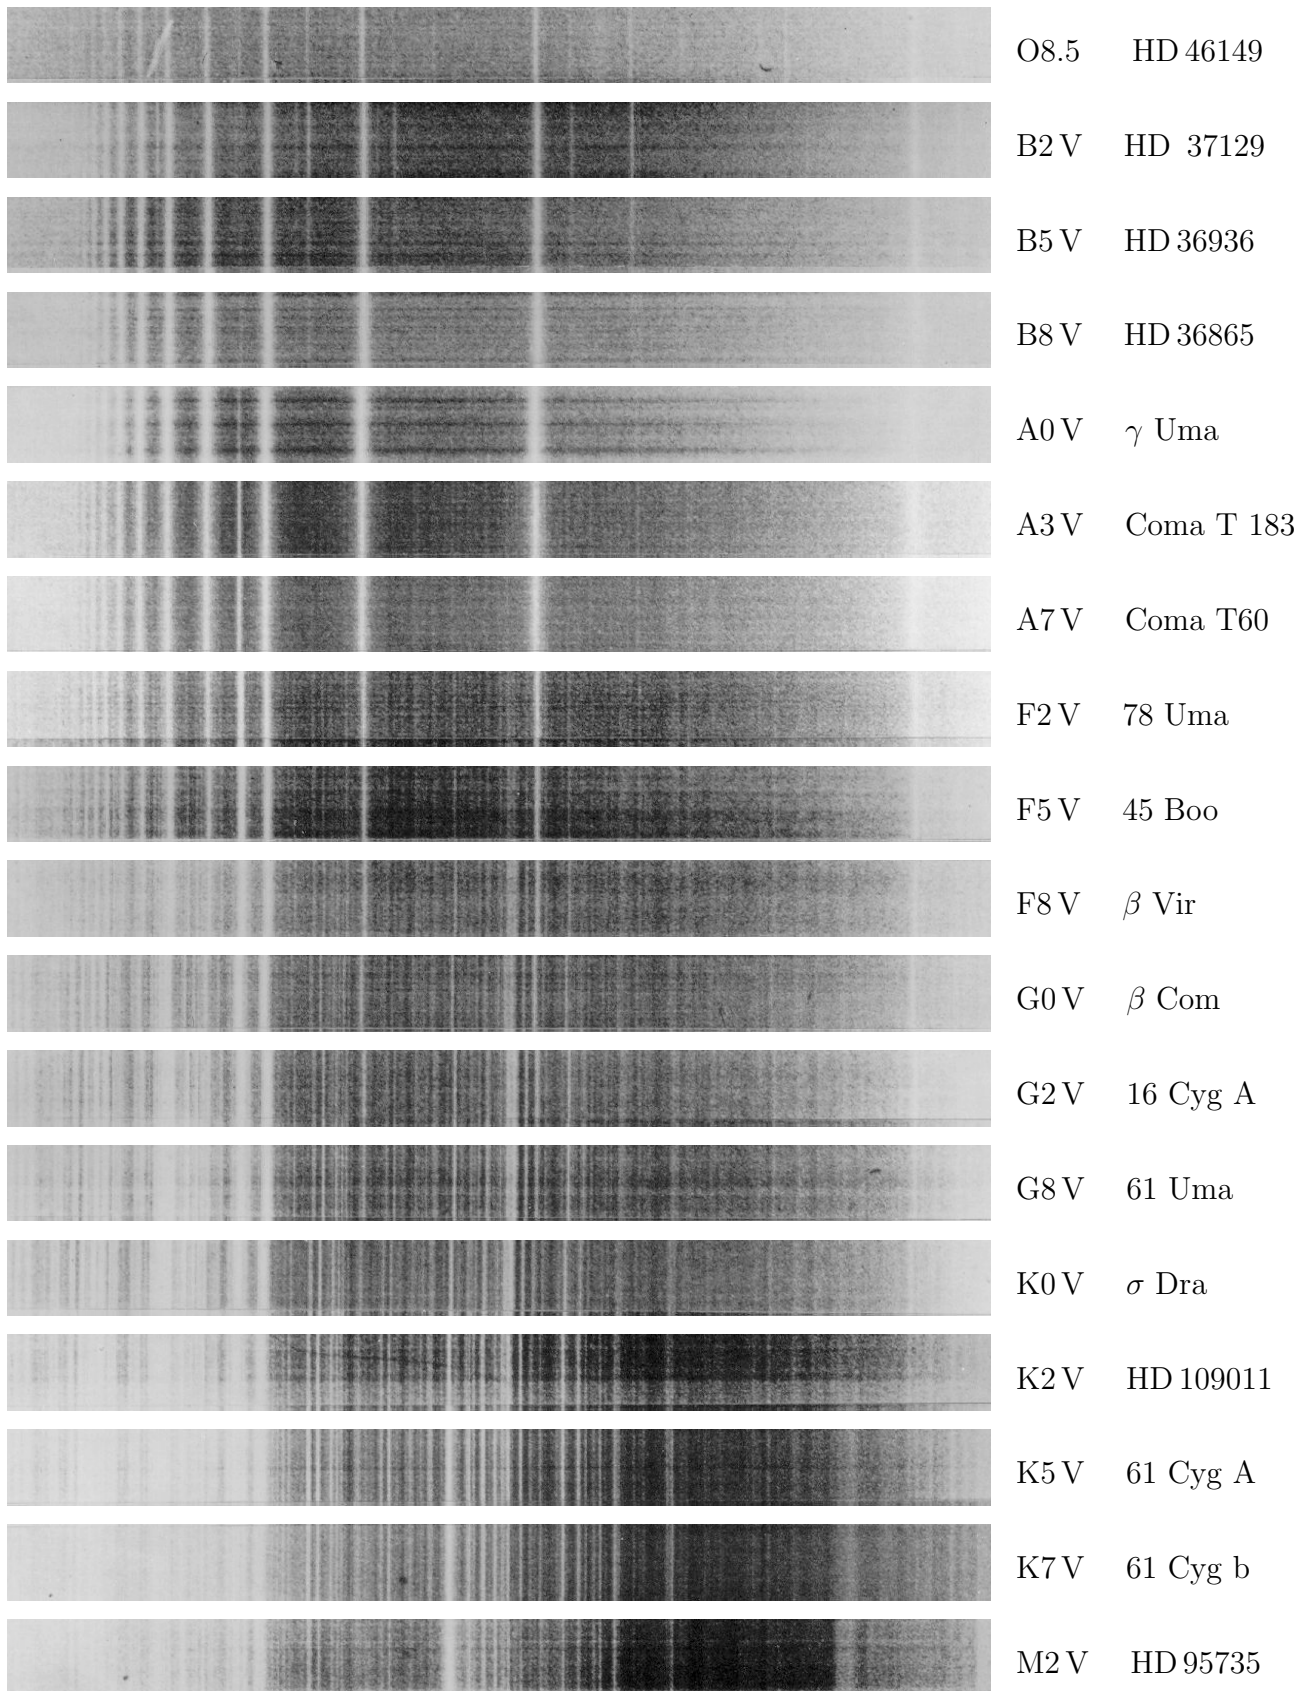 O8.5 HD 46149
B2 V HD 37129
B5 V HD 36936
B8 V HD 36865
A0 V γ Uma
A3 V Coma T 183
A7 V Coma T60
F2 V 78 Uma
F5 V 45 Boo
F8 V β Vir
G0 V β Com
G2 V 16 Cyg A
G8 V 61 Uma
K0 V σ Dra
K2 V HD 109011
K5 V 61 Cyg A
K7 V 61 Cyg b
M2 V HD 95735